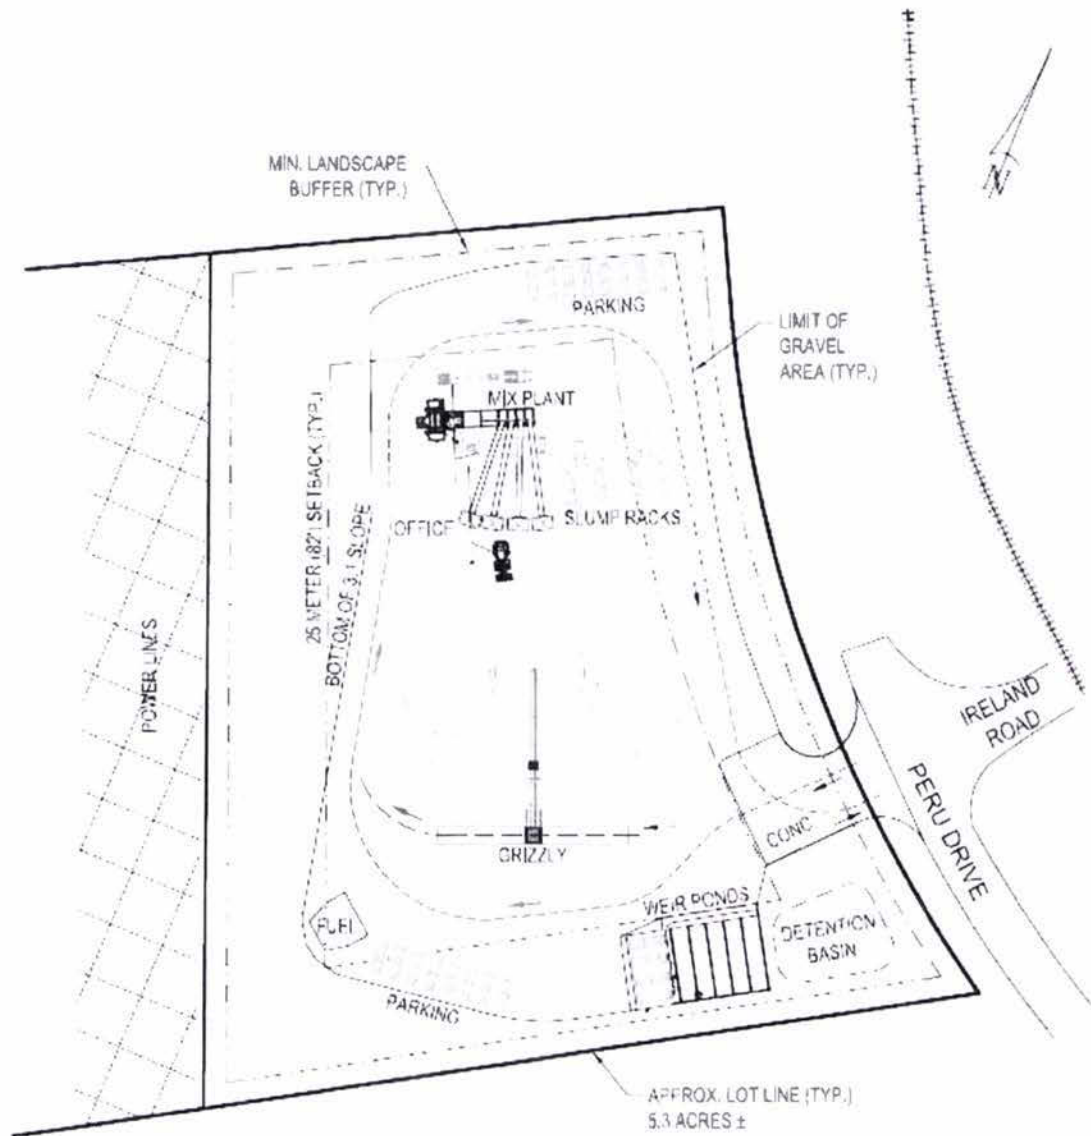 MIN. LANDSCAPE
BUFFER (TYP.)
N
PARKING
LIMIT OF
GRAVEL
AREA (TYP.)
MIX PLANT
25 METER (82') SETBACK (TYP.)
BOTTOM OF 3:1 SLOPE
OFFICE
SLUMP RACKS
POWER LINES
IRELAND
ROAD
PERU DRIVE
CONC
GRIZZLY
WEIR PONDS
FUEL
DETENTION
BASIN
PARKING
APPROX. LOT LINE (TYP.)
5.3 ACRES ±